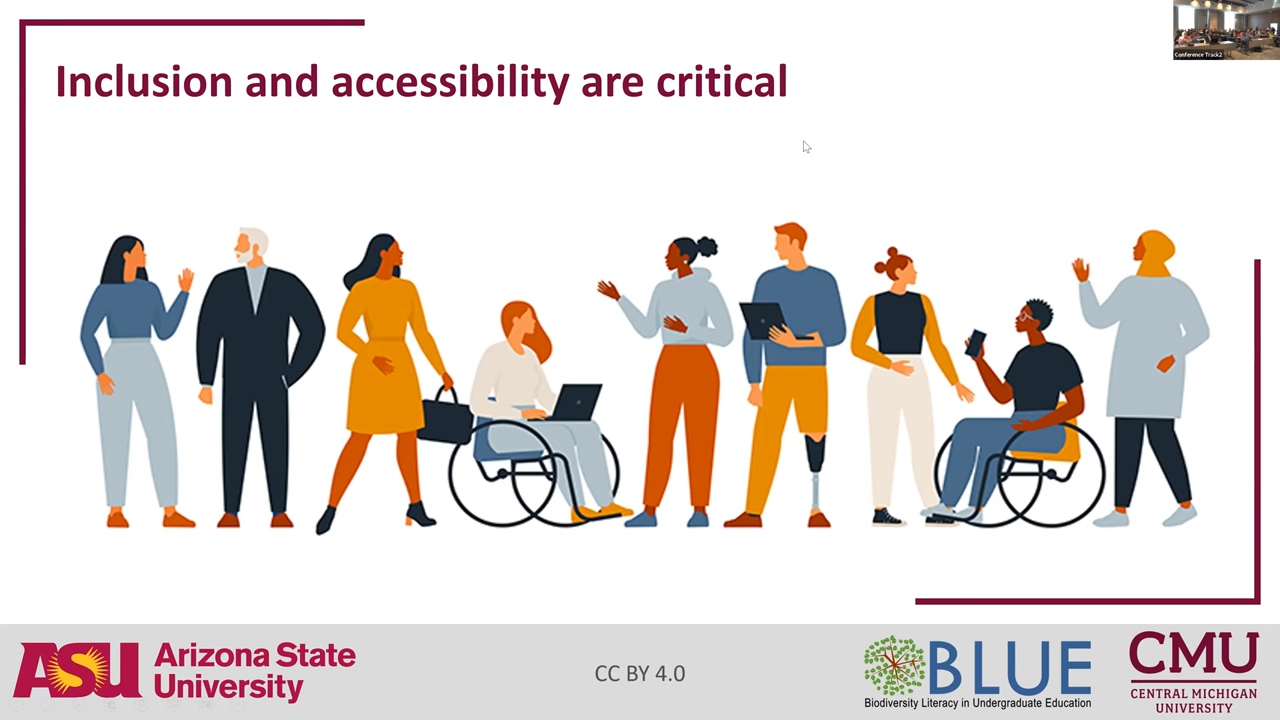 Inclusion and accessibility are critical
Conference Track2
ASU Arizona State
University
CC BY 4.0
BLUE
Biodiversity Literacy in Undergraduate Education
CMU
CENTRAL MICHIGAN
UNIVERSITY